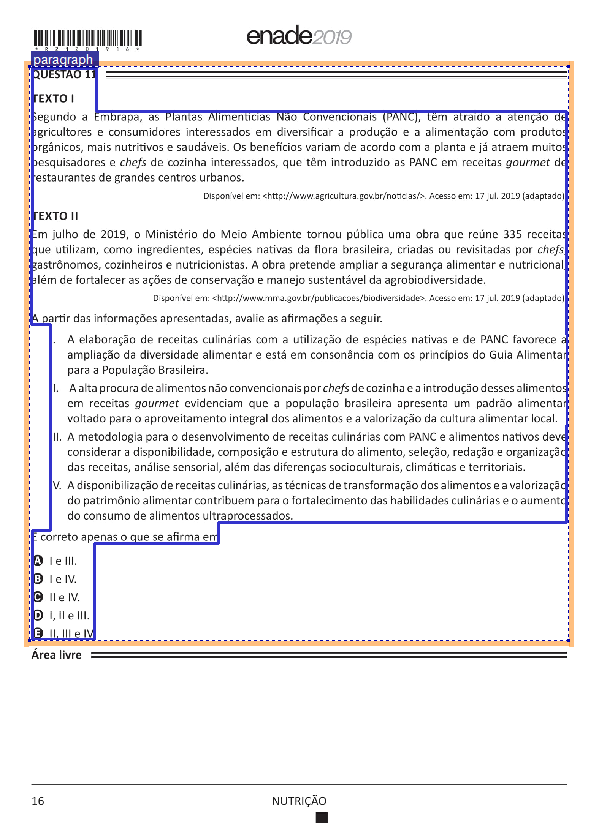 * R 2 1 2 0 1 9 1 6 *
enade2019
paragraph
QUESTÃO 11
TEXTO I
Segundo a Embrapa, as Plantas Alimentícias Não Convencionais (PANC), têm atraído a atenção de
agricultores e consumidores interessados em diversificar a produção e a alimentação com produtos
orgânicos, mais nutritivos e saudáveis. Os benefícios variam de acordo com a planta e já atraem muitos
pesquisadores e chefs de cozinha interessados, que têm introduzido as PANC em receitas gourmet de
restaurantes de grandes centros urbanos.
Disponível em: <http://www.agricultura.gov.br/noticias/>. Acesso em: 17 jul. 2019 (adaptado).
TEXTO II
Em julho de 2019, o Ministério do Meio Ambiente tornou pública uma obra que reúne 335 receitas
que utilizam, como ingredientes, espécies nativas da flora brasileira, criadas ou revisitadas por chefs,
gastrônomos, cozinheiros e nutricionistas. A obra pretende ampliar a segurança alimentar e nutricional,
além de fortalecer as ações de conservação e manejo sustentável da agrobiodiversidade.
Disponível em: <http://www.mma.gov.br/publicacoes/biodiversidade>. Acesso em: 17 jul. 2019 (adaptado).
A partir das informações apresentadas, avalie as afirmações a seguir.
I. A elaboração de receitas culinárias com a utilização de espécies nativas e de PANC favorece a
ampliação da diversidade alimentar e está em consonância com os princípios do Guia Alimentar
para a População Brasileira.
II. A alta procura de alimentos não convencionais por chefs de cozinha e a introdução desses alimentos
em receitas gourmet evidenciam que a população brasileira apresenta um padrão alimentar
voltado para o aproveitamento integral dos alimentos e a valorização da cultura alimentar local.
III. A metodologia para o desenvolvimento de receitas culinárias com PANC e alimentos nativos deve
considerar a disponibilidade, composição e estrutura do alimento, seleção, redação e organização
das receitas, análise sensorial, além das diferenças socioculturais, climáticas e territoriais.
IV. A disponibilização de receitas culinárias, as técnicas de transformação dos alimentos e a valorização
do patrimônio alimentar contribuem para o fortalecimento das habilidades culinárias e o aumento
do consumo de alimentos ultraprocessados.
É correto apenas o que se afirma em
A I e III.
B I e IV.
C II e IV.
D I, II e III.
E II, III e IV.
Área livre
16
NUTRIÇÃO